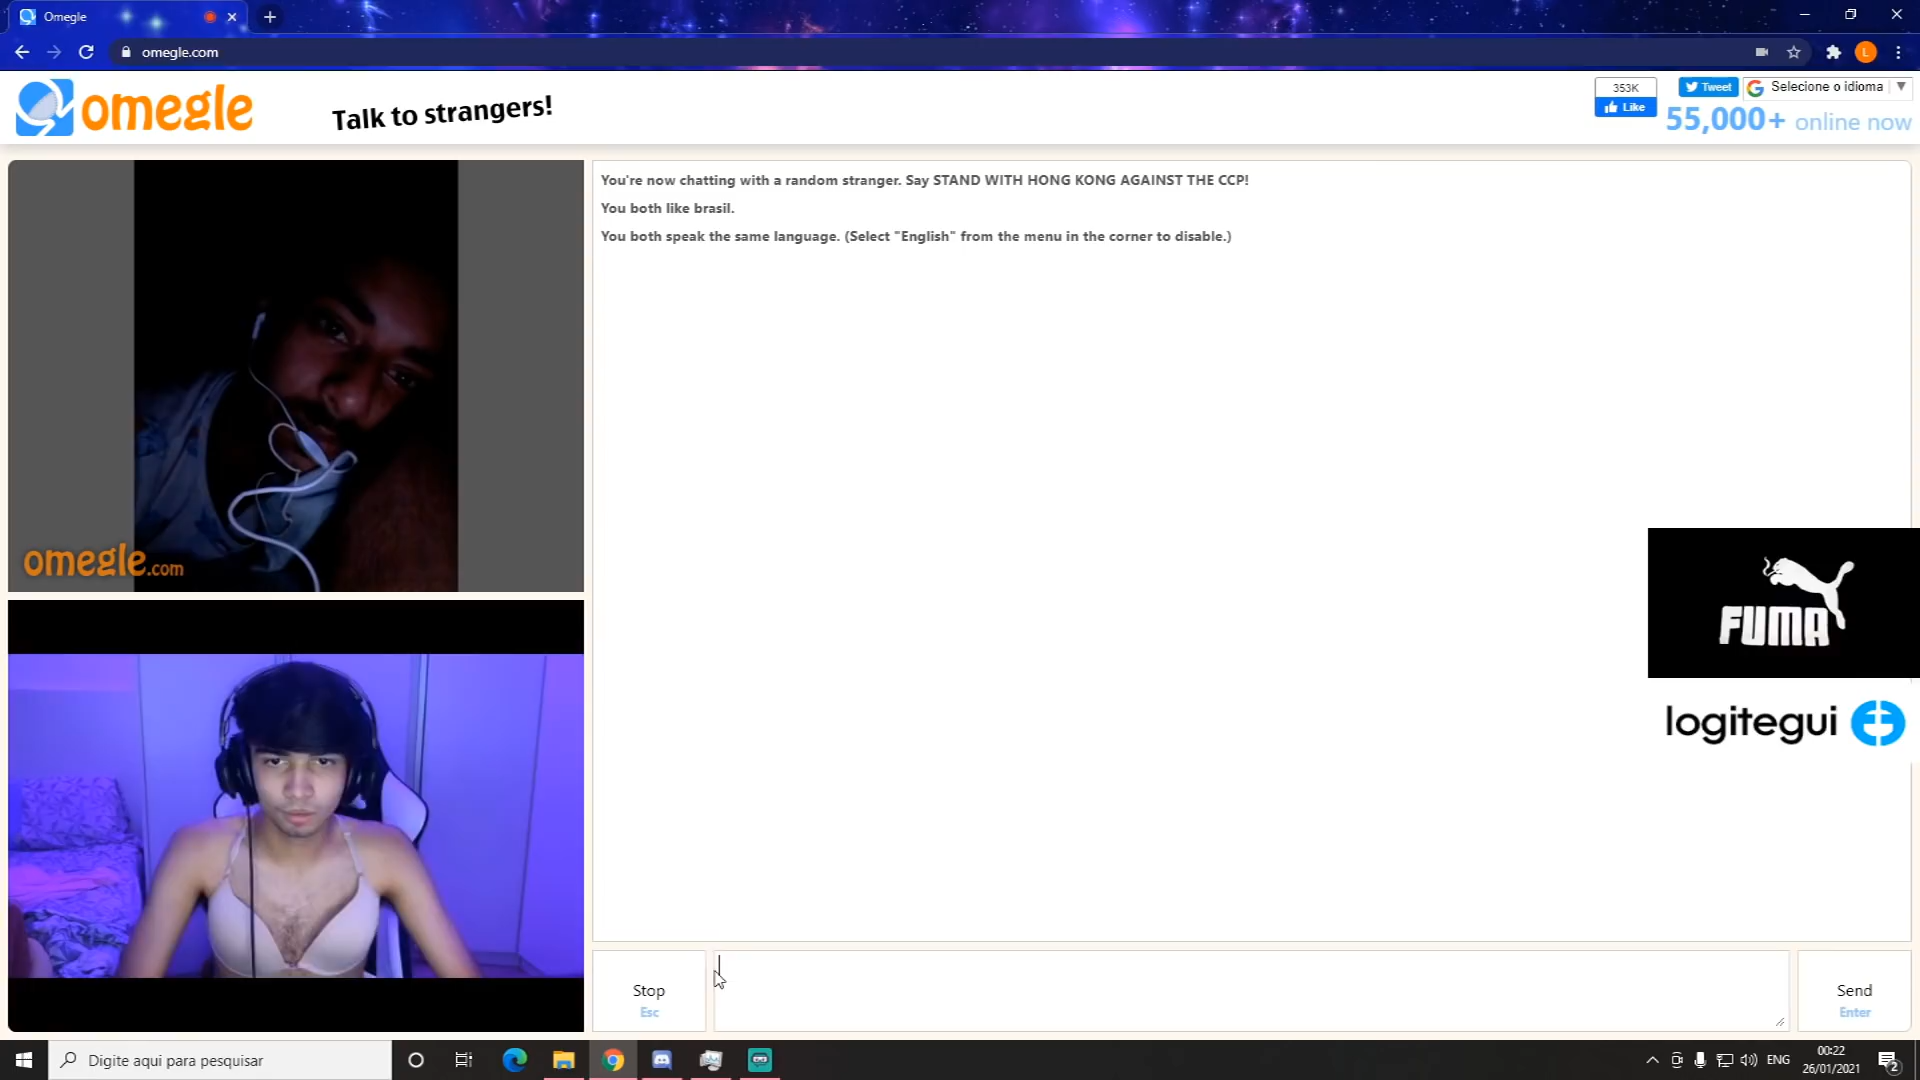 Omegle
omegle.com
omegle
Talk to strangers!
353K
Like
Tweet
Selecione o idioma
55,000+ online now
You're now chatting with a random stranger. Say STAND WITH HONG KONG AGAINST THE CCP!
You both like brasil.
You both speak the same language. (Select "English" from the menu in the corner to disable.)
omegle.com
FUMA
logitegui
Stop
Esc
Send
Enter
Digite aqui para pesquisar
ENG
00:22
26/01/2021
2
L